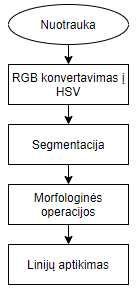 Nuotrauka
RGB konvertavimas į
HSV
Segmentacija
Morfologinės
operacijos
Linijų aptikimas